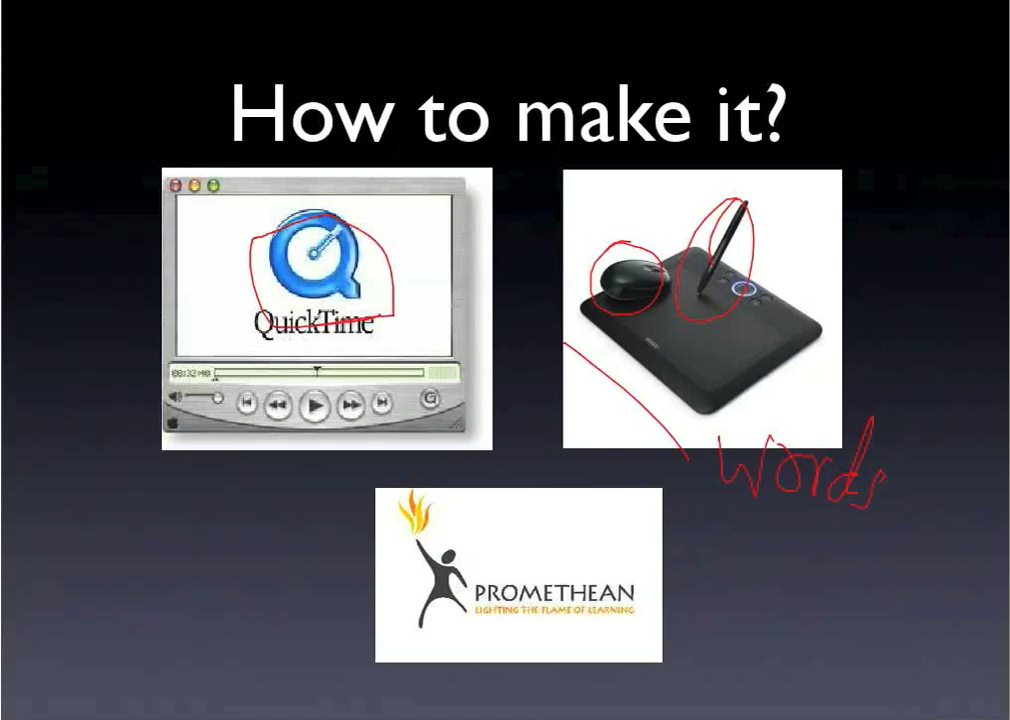 How to make it?
QuickTime
words
PROMETHEAN
LIGHTING THE FLAME OF LEARNING